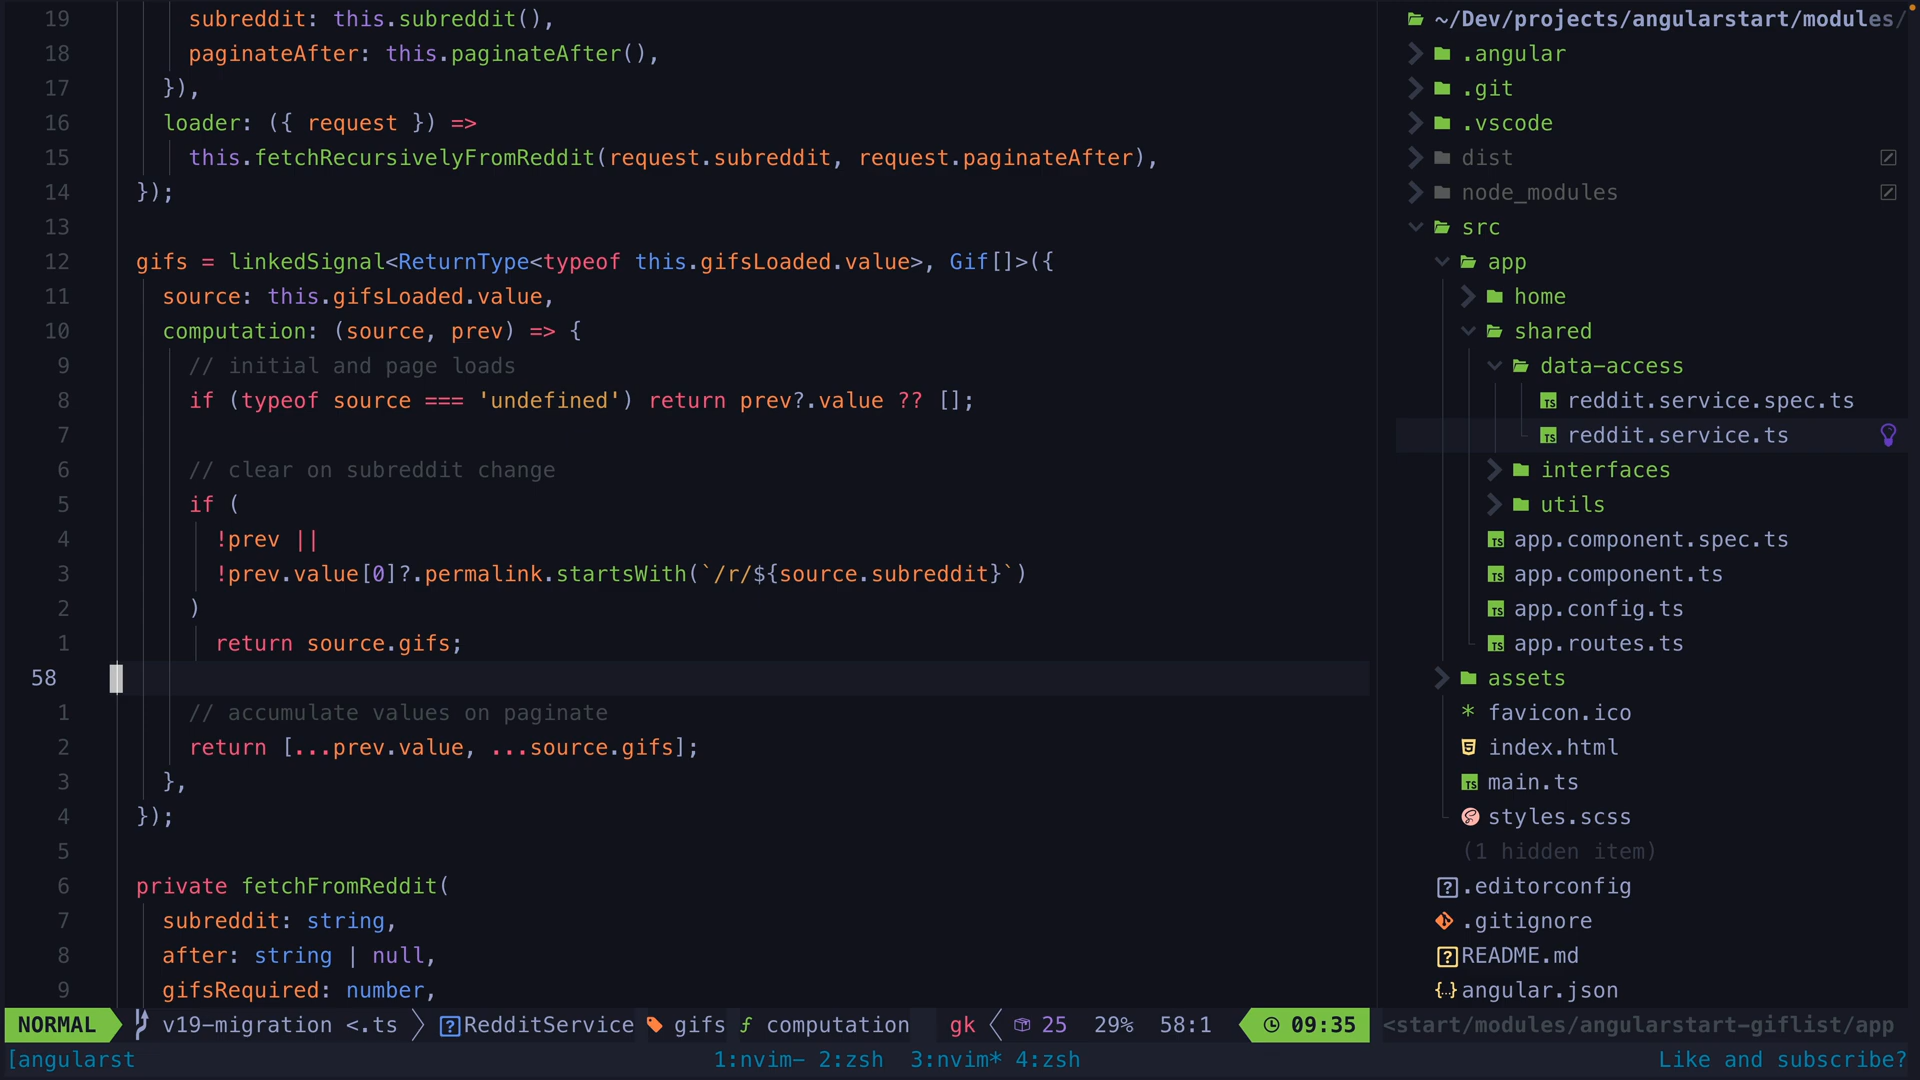 19 subreddit: this.subreddit(),
18 paginateAfter: this.paginateAfter(),
17 }),
16 loader: ({ request }) =>
15 this.fetchRecursivelyFromReddit(request.subreddit, request.paginateAfter),
14 });
13
12 gifs = linkedSignal<ReturnType<typeof this.gifsLoaded.value>, Gif[]>({
11 source: this.gifsLoaded.value,
10 computation: (source, prev) => {
9 // initial and page loads
8 if (typeof source === 'undefined') return prev?.value ?? [];
7
6 // clear on subreddit change
5 if (
4 !prev ||
3 !prev.value[0]?.permalink.startsWith(`/r/${source.subreddit}`)
2 )
1 return source.gifs;
58
1 // accumulate values on paginate
2 return [...prev.value, ...source.gifs];
3 },
4 });
5
6 private fetchFromReddit(
7 subreddit: string,
8 after: string | null,
9 gifsRequired: number,
~/Dev/projects/angularstart/modules/
.angular
.git
.vscode
dist
node_modules
src
app
home
shared
data-access
reddit.service.spec.ts
reddit.service.ts
interfaces
utils
app.component.spec.ts
app.component.ts
app.config.ts
app.routes.ts
assets
favicon.ico
index.html
main.ts
styles.scss
(1 hidden item)
.editorconfig
.gitignore
README.md
angular.json
NORMAL v19-migration <.ts RedditService gifs computation gk 25 29% 58:1 09:35 <start/modules/angularstart-giflist/app
[angularst 1:nvim- 2:zsh 3:nvim* 4:zsh Like and subscribe?